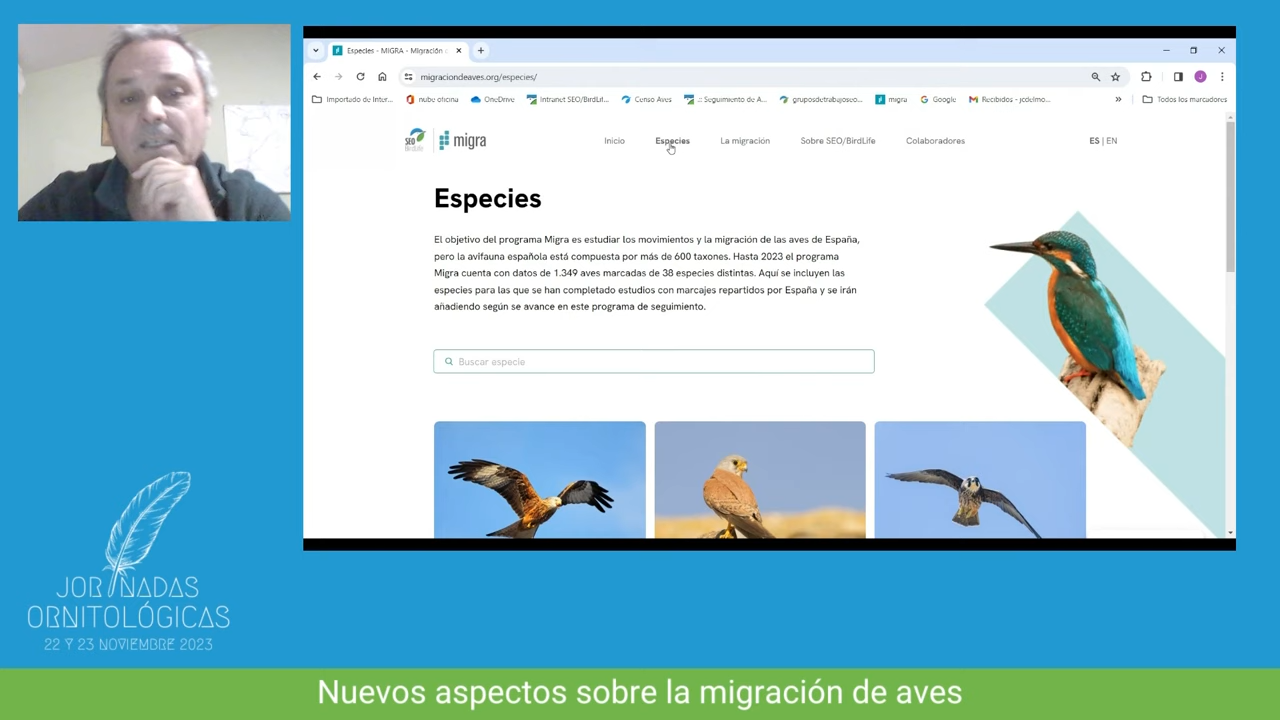 Especies - MIGRA - Migración
migraciondeaves.org/especies/
Importado de Inter...
nube oficina
OneDrive
Intranet SEO/BirdLif...
Censo Aves
.:: Seguimiento de A...
gruposdetrabajoseo...
migra
Google
Recibidos - jcdelmo...
»
Todos los marcadores
SEO
BirdLife
migra
Inicio
Especies
La migración
Sobre SEO/BirdLife
Colaboradores
ES | EN
Especies
El objetivo del programa Migra es estudiar los movimientos y la migración de las aves de España,
pero la avifauna española está compuesta por más de 600 taxones. Hasta 2023 el programa
Migra cuenta con datos de 1.349 aves marcadas de 38 especies distintas. Aquí se incluyen las
especies para las que se han completado estudios con marcajes repartidos por España y se irán
añadiendo según se avance en este programa de seguimiento.
Buscar especie
JORNADAS
ORNITOLÓGICAS
22 Y 23 NOVIEMBRE 2023
Nuevos aspectos sobre la migración de aves